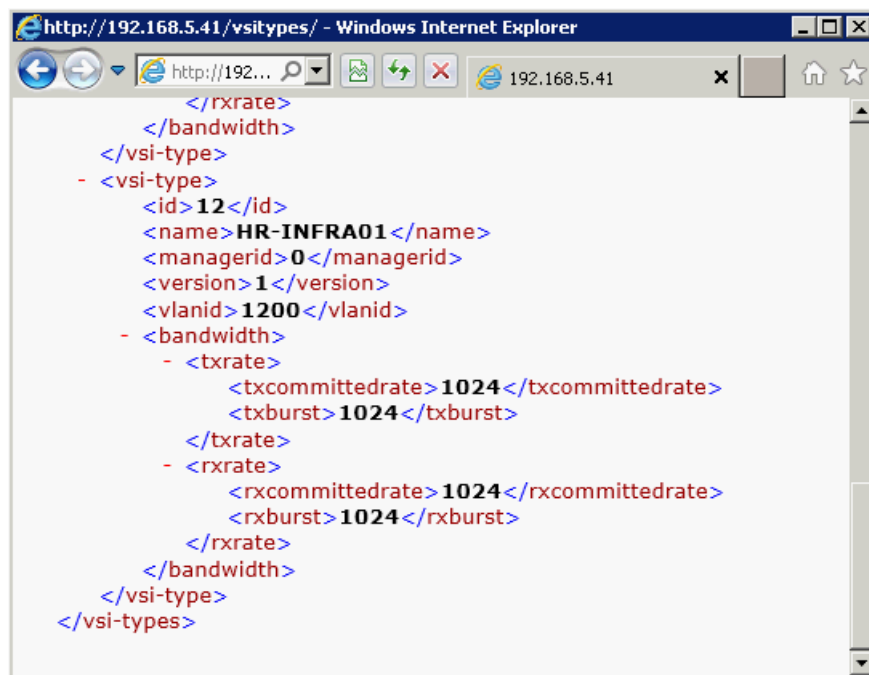 http://192.168.5.41/vsitypes/ - Windows Internet Explorer
http://192... 192.168.5.41
</rxrate>
</bandwidth>
</vsi-type>
- <vsi-type>
<id>12</id>
<name>HR-INFRA01</name>
<managerid>0</managerid>
<version>1</version>
<vlanid>1200</vlanid>
- <bandwidth>
- <txrate>
<txcommittedrate>1024</txcommittedrate>
<txburst>1024</txburst>
</txrate>
- <rxrate>
<rxcommittedrate>1024</rxcommittedrate>
<rxburst>1024</rxburst>
</rxrate>
</bandwidth>
</vsi-type>
</vsi-types>